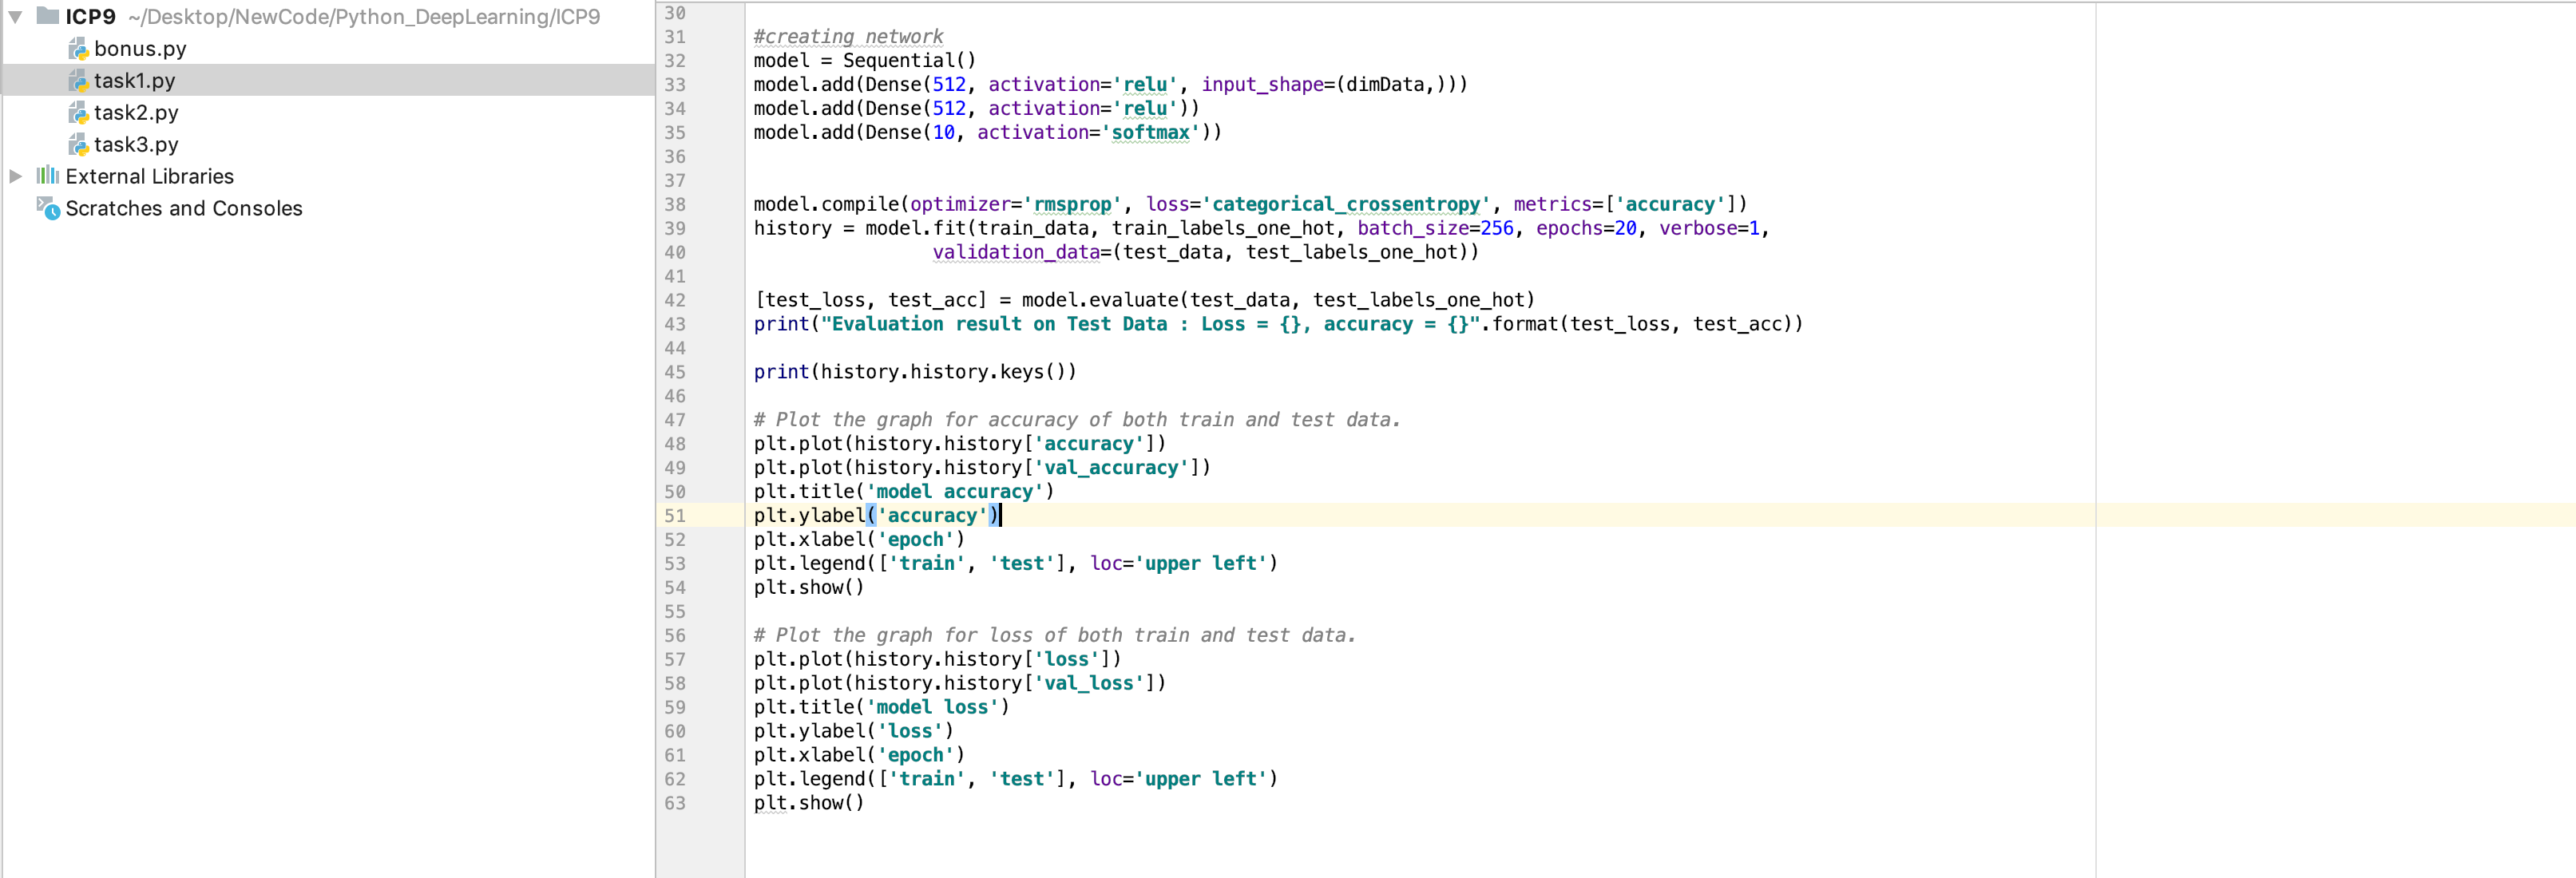 ICP9 ~/Desktop/NewCode/Python_DeepLearning/ICP9
bonus.py
task1.py
task2.py
task3.py
External Libraries
Scratches and Consoles
30
31 #creating network
32 model = Sequential()
33 model.add(Dense(512, activation='relu', input_shape=(dimData,)))
34 model.add(Dense(512, activation='relu'))
35 model.add(Dense(10, activation='softmax'))
36
37
38 model.compile(optimizer='rmsprop', loss='categorical_crossentropy', metrics=['accuracy'])
39 history = model.fit(train_data, train_labels_one_hot, batch_size=256, epochs=20, verbose=1,
40 validation_data=(test_data, test_labels_one_hot))
41
42 [test_loss, test_acc] = model.evaluate(test_data, test_labels_one_hot)
43 print("Evaluation result on Test Data : Loss = {}, accuracy = {}".format(test_loss, test_acc))
44
45 print(history.history.keys())
46
47 # Plot the graph for accuracy of both train and test data.
48 plt.plot(history.history['accuracy'])
49 plt.plot(history.history['val_accuracy'])
50 plt.title('model accuracy')
51 plt.ylabel('accuracy')
52 plt.xlabel('epoch')
53 plt.legend(['train', 'test'], loc='upper left')
54 plt.show()
55
56 # Plot the graph for loss of both train and test data.
57 plt.plot(history.history['loss'])
58 plt.plot(history.history['val_loss'])
59 plt.title('model loss')
60 plt.ylabel('loss')
61 plt.xlabel('epoch')
62 plt.legend(['train', 'test'], loc='upper left')
63 plt.show()